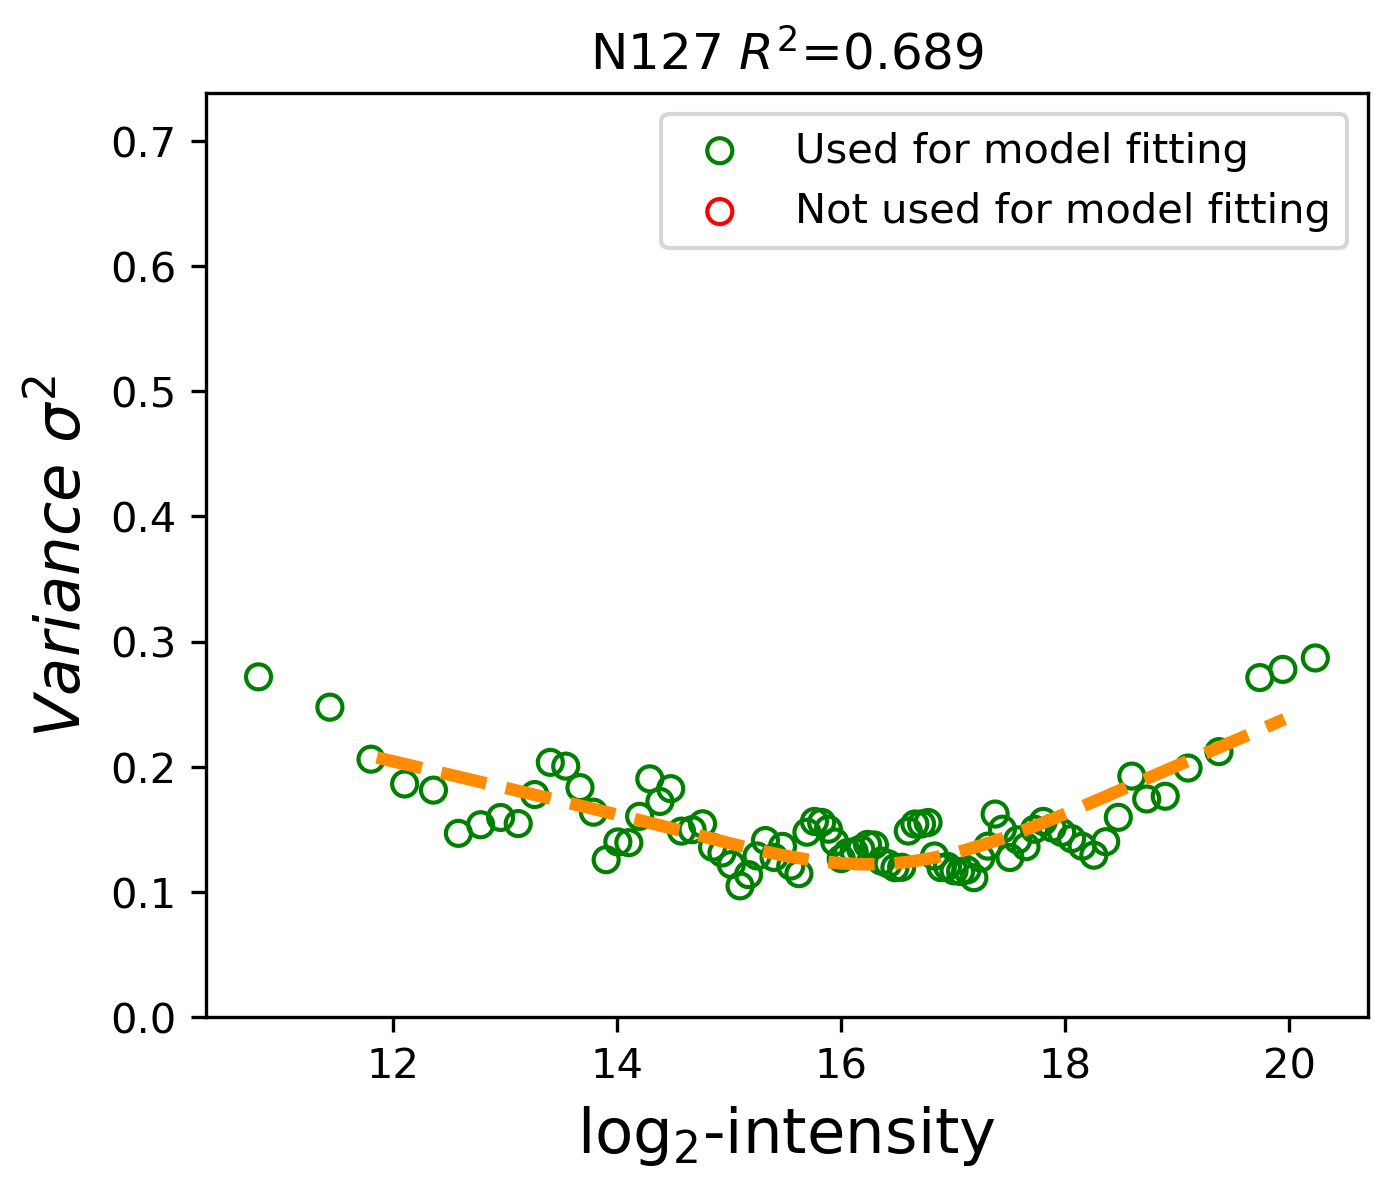 N127 R²=0.689
Used for model fitting
Not used for model fitting
0.7
0.6
0.5
0.4
0.3
0.2
0.1
0.0
Variance σ²
12 14 16 18 20
log₂-intensity